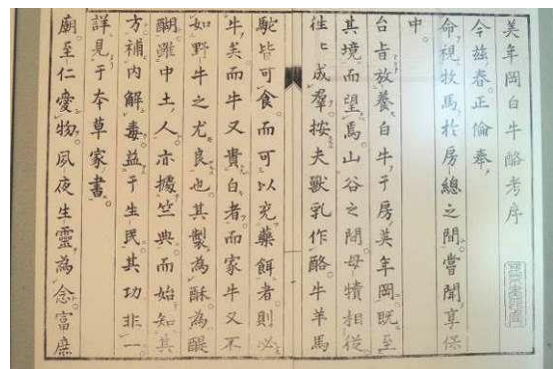 美年岡白牛酪考序
今玆春正倫奉
命視牧馬於房總之間嘗聞享保
中
台旨放養白牛于房美年岡旣至
其境而望焉山谷之間母犢相從
往〻成羣按夫獸乳作酪牛羊馬
駝皆可食而可以充藥餌者則必
牛矣而牛又貴白者而家牛又不
如野牛之尤良也其製為酥為醍
醐濫中土人亦據竺典而始知其
方補内解毒益于生民其功非一
詳見于本草家書
廟至仁愛物夙夜生靈為念富庶